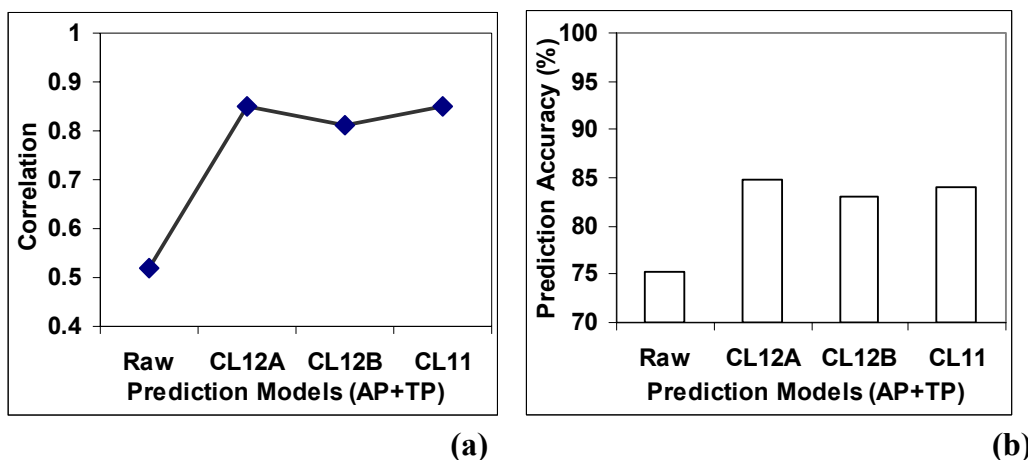 1
0.9
0.8
0.7
0.6
0.5
0.4
Correlation
Raw CL12A CL12B CL11
Prediction Models (AP+TP)
(a)
100
95
90
85
80
75
70
Prediction Accuracy (%)
Raw CL12A CL12B CL11
Prediction Models (AP+TP)
(b)